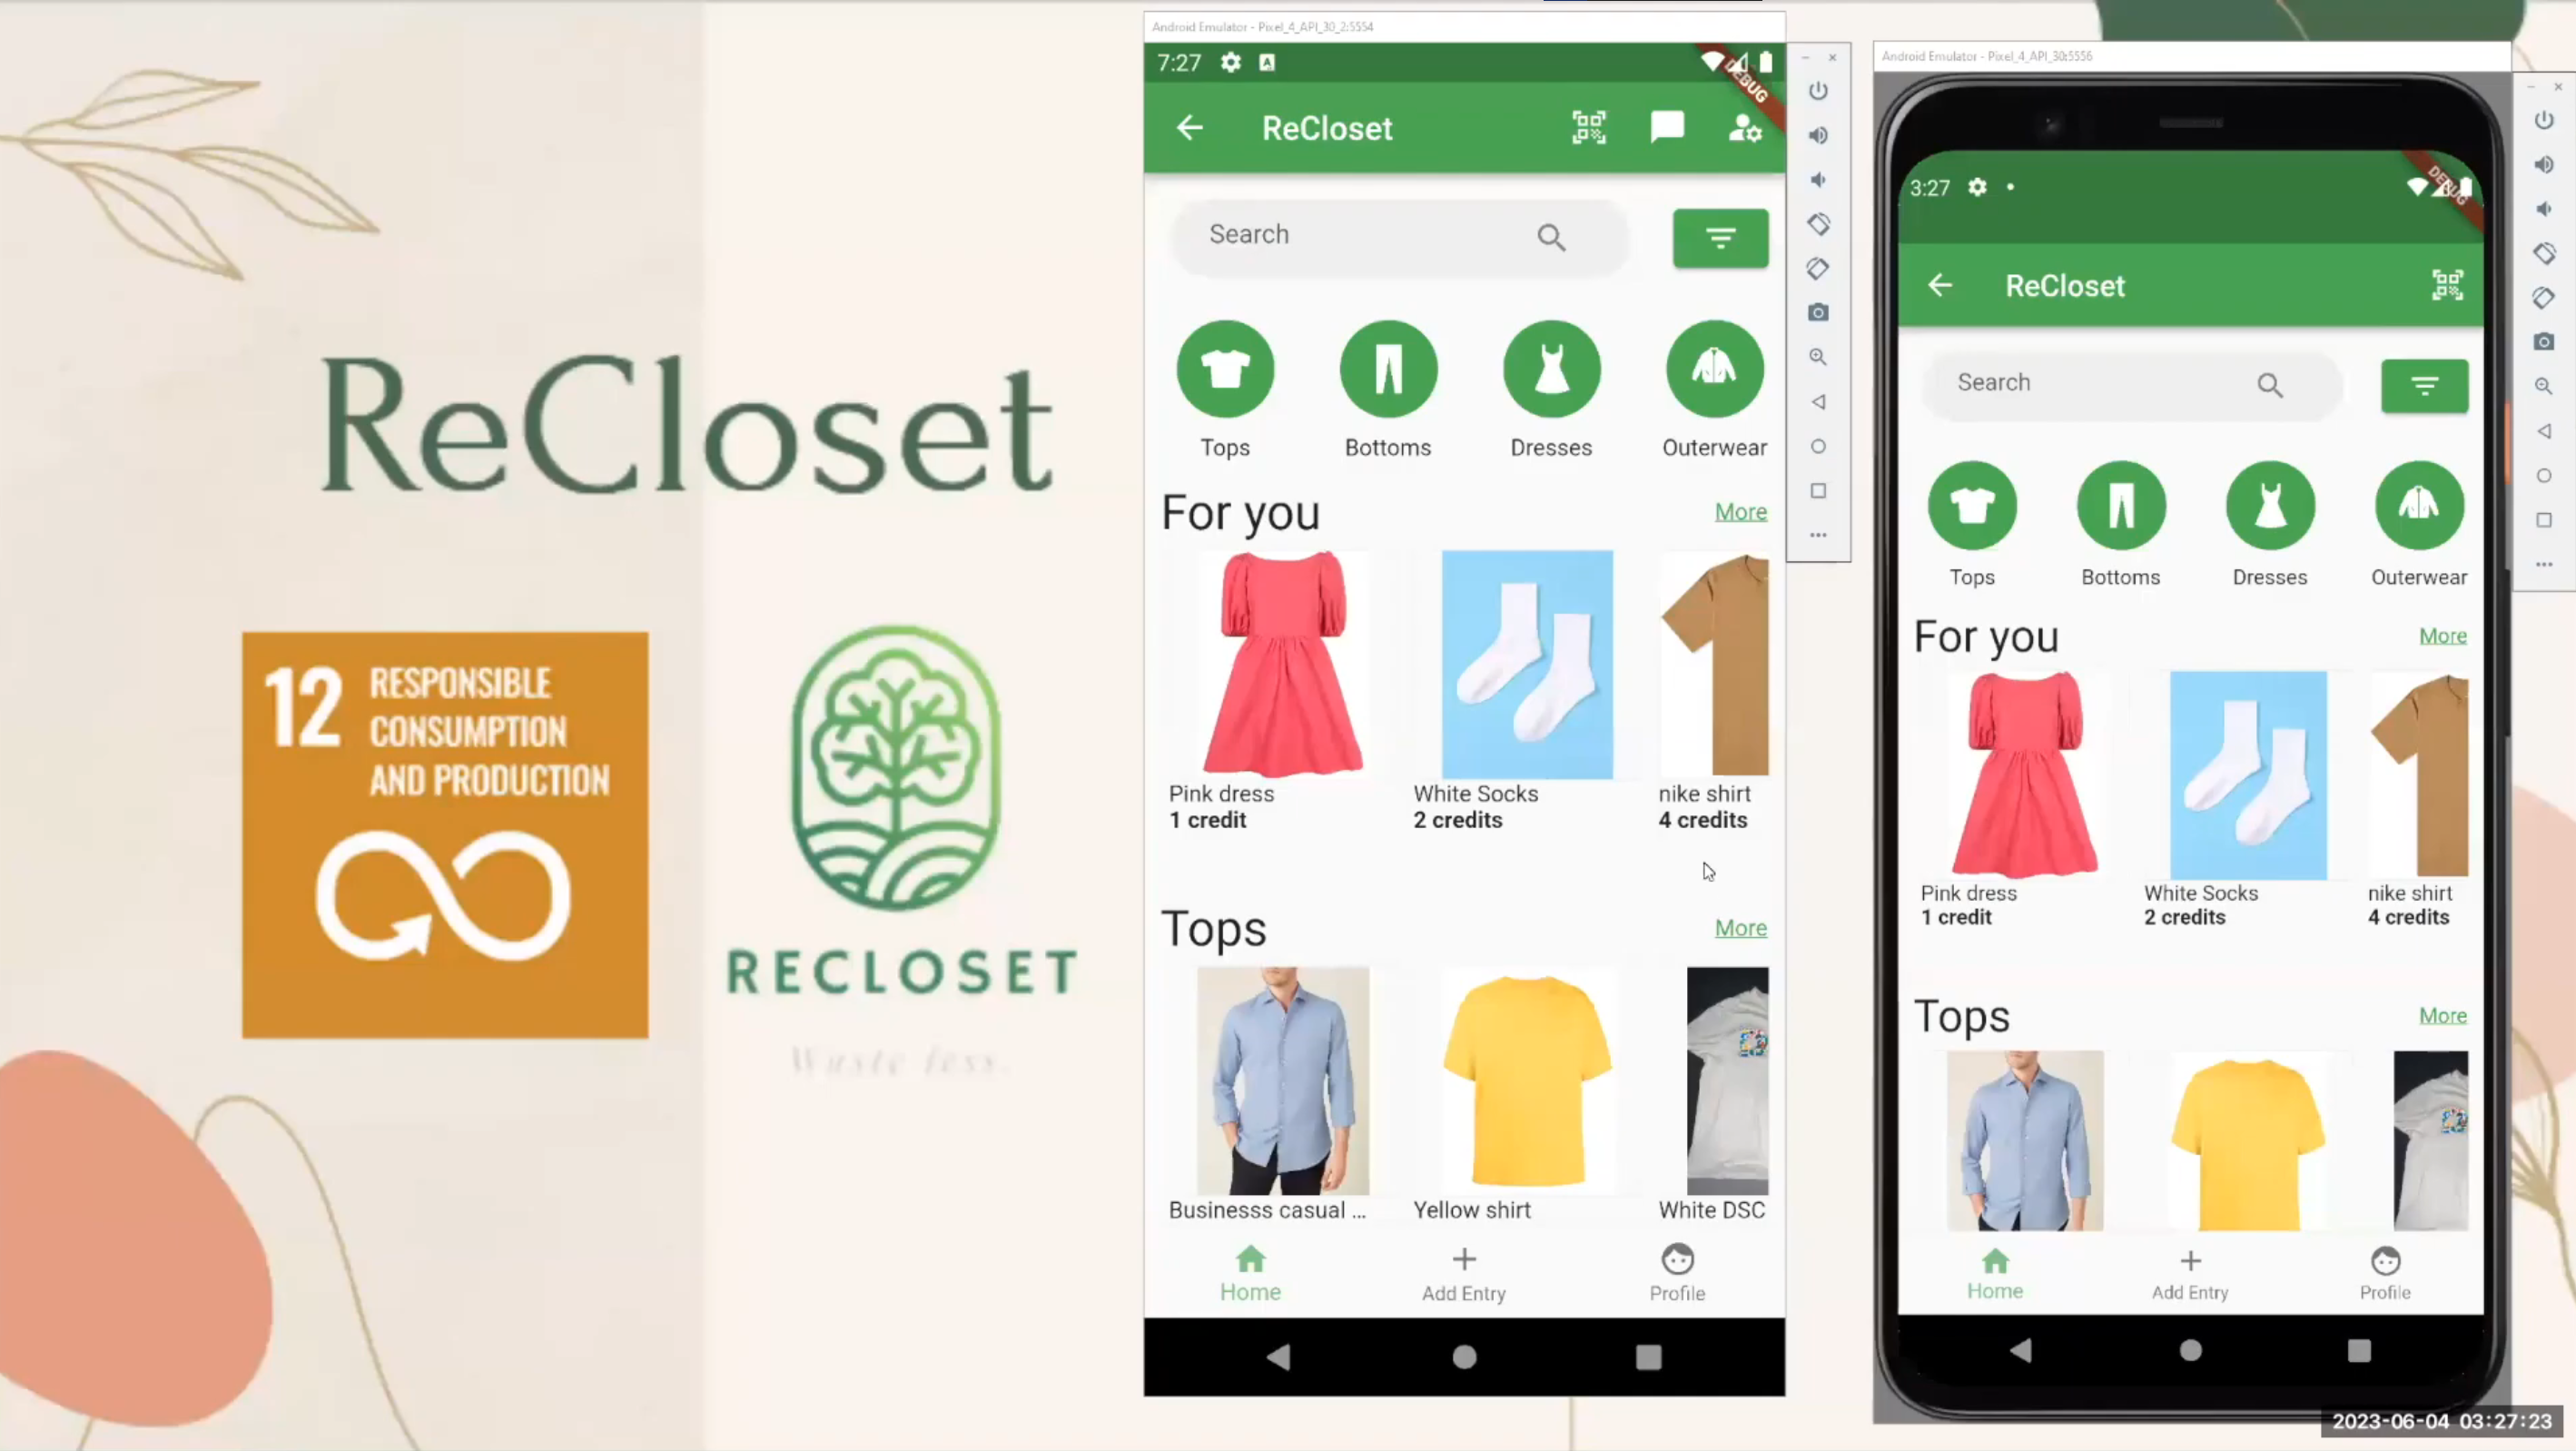 ReCloset
12 RESPONSIBLE
CONSUMPTION
AND PRODUCTION
RECLOSET
Waste less.
Android Emulator - Pixel_4_API_30_2:5554
7:27
DEBUG
ReCloset
Search
Tops Bottoms Dresses Outerwear
For you More
Pink dress White Socks nike shirt
1 credit 2 credits 4 credits
Tops More
Businesss casual ... Yellow shirt White DSC
Home Add Entry Profile
Android Emulator - Pixel_4_API_30:5556
3:27
DEBUG
ReCloset
Search
Tops Bottoms Dresses Outerwear
For you More
Pink dress White Socks nike shirt
1 credit 2 credits 4 credits
Tops More
Home Add Entry Profile
2023-06-04 03:27:23